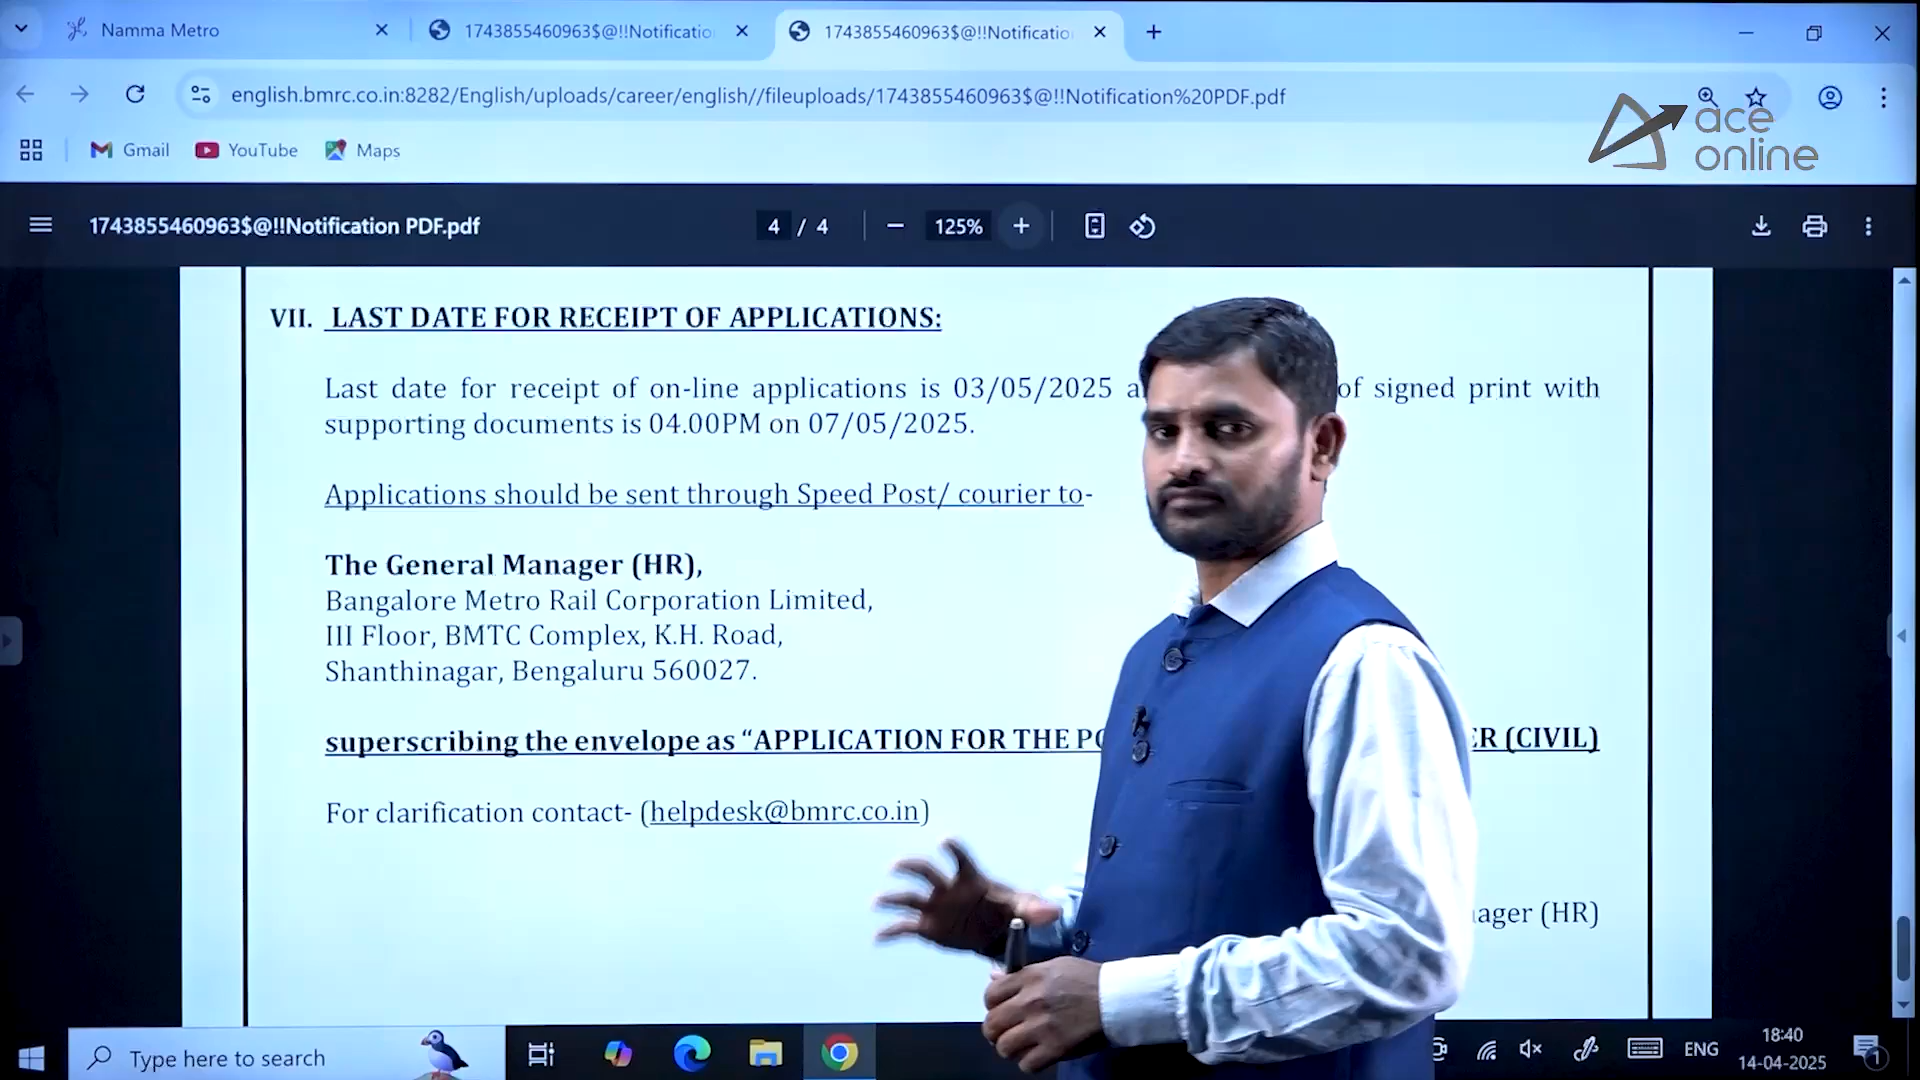 Namma Metro
1743855460963$@!!Notificatio
1743855460963$@!!Notificatio
english.bmrc.co.in:8282/English/uploads/career/english//fileuploads/1743855460963$@!!Notification%20PDF.pdf
Gmail
YouTube
Maps
ace
online
1743855460963$@!!Notification PDF.pdf
4 / 4
125%
VII. LAST DATE FOR RECEIPT OF APPLICATIONS:
Last date for receipt of on-line applications is 03/05/2025 of signed print with
supporting documents is 04.00PM on 07/05/2025.
Applications should be sent through Speed Post/ courier to-
The General Manager (HR),
Bangalore Metro Rail Corporation Limited,
III Floor, BMTC Complex, K.H. Road,
Shanthinagar, Bengaluru 560027.
superscribing the envelope as “APPLICATION FOR THE (CIVIL)
For clarification contact- (helpdesk@bmrc.co.in)
(HR)
Type here to search
ENG
18:40
14-04-2025
1